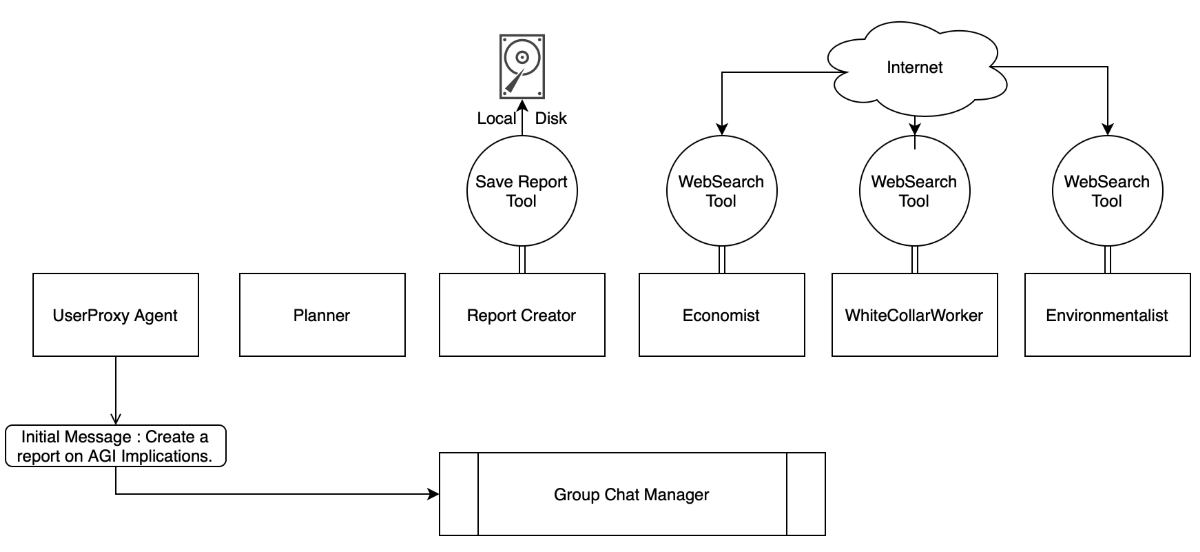 Internet
Local Disk
Save Report
Tool
WebSearch
Tool
WebSearch
Tool
WebSearch
Tool
UserProxy Agent
Planner
Report Creator
Economist
WhiteCollarWorker
Environmentalist
Initial Message : Create a
report on AGI Implications.
Group Chat Manager